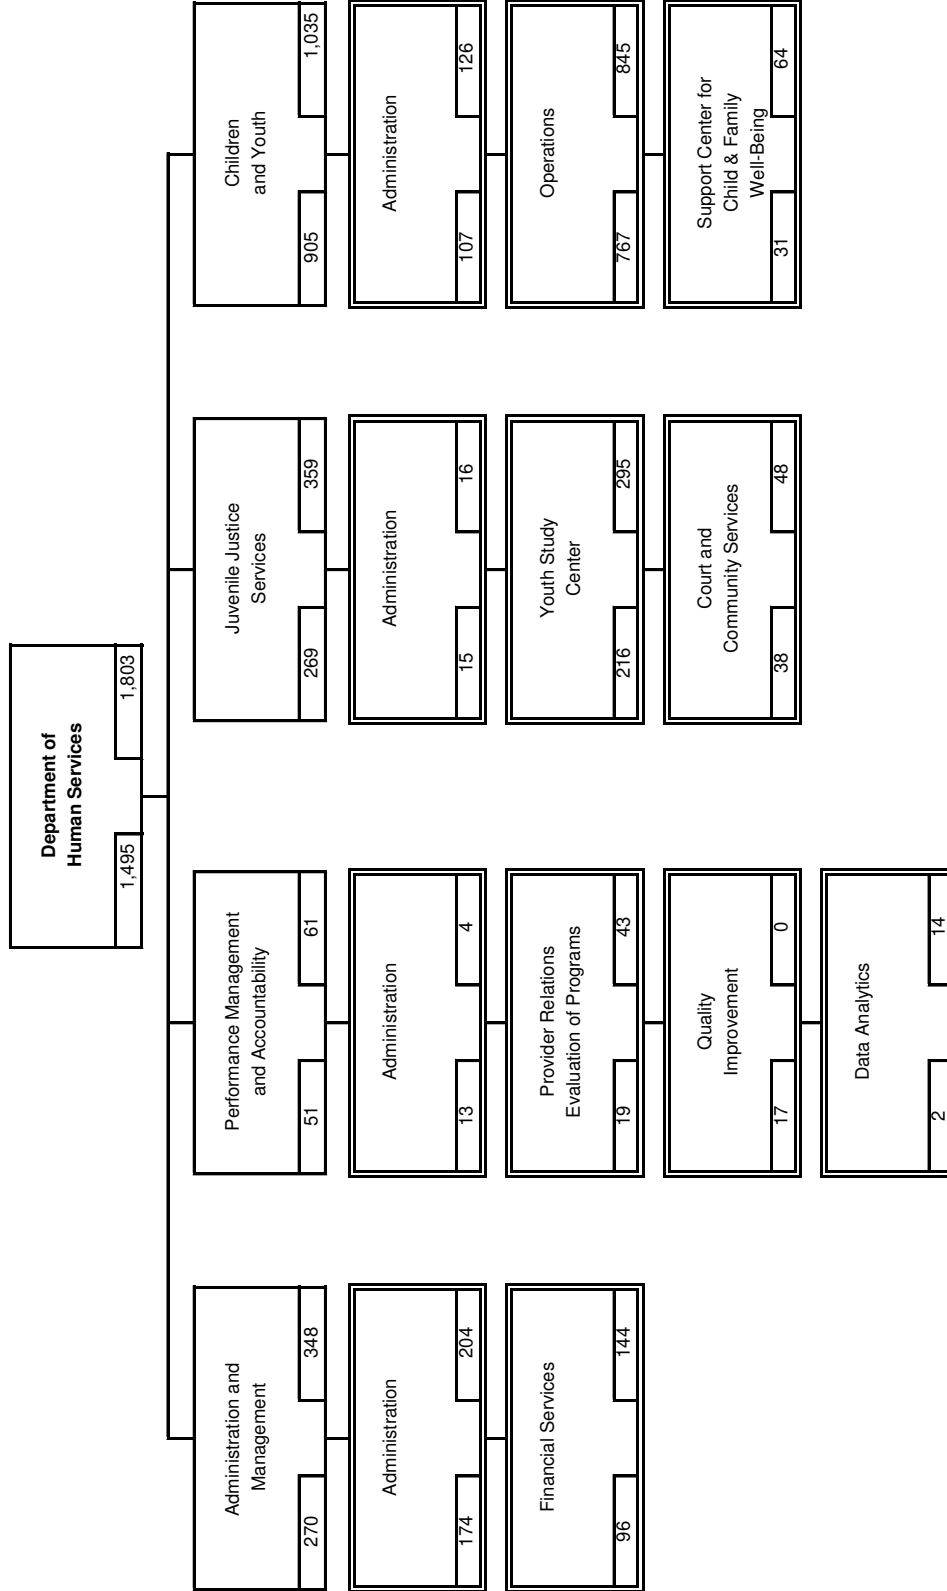 Department of
Human Services
1,495 1,803
Administration and
Management
270 348
Administration
174 204
Financial Services
96 144
Performance Management
and Accountability
51 61
Administration
13 4
Provider Relations
Evaluation of Programs
19 43
Quality
Improvement
17 0
Data Analytics
2 14
Juvenile Justice
Services
269 359
Administration
15 16
Youth Study
Center
216 295
Court and
Community Services
38 48
Children
and Youth
905 1,035
Administration
107 126
Operations
767 845
Support Center for
Child & Family
Well-Being
31 64